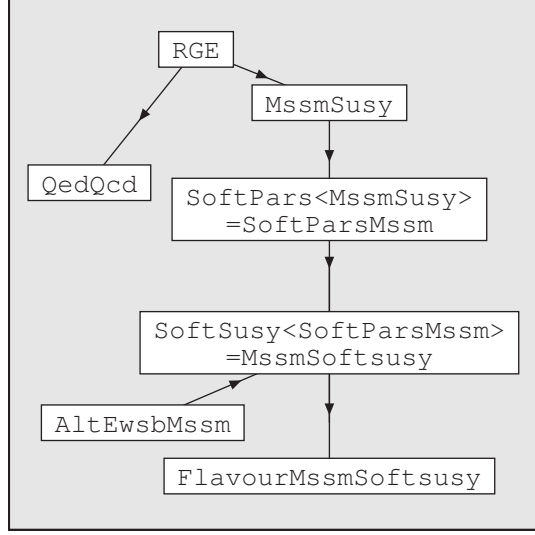 RGE
MssmSusy
QedQcd
SoftPars<MssmSusy>
=SoftParsMssm
SoftSusy<SoftParsMssm>
=MssmSoftsusy
AltEwsbMssm
FlavourMssmSoftsusy